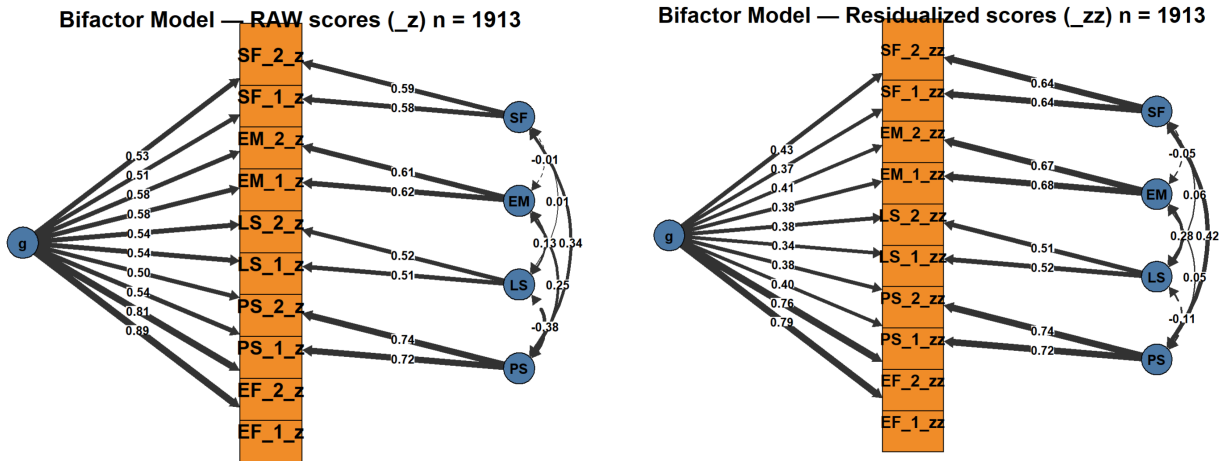 Bifactor Model — RAW scores (_z) n = 1913
SF_2_z
SF_1_z
EM_2_z
EM_1_z
LS_2_z
LS_1_z
PS_2_z
PS_1_z
EF_2_z
EF_1_z
g
0.53
0.51
0.58
0.58
0.54
0.54
0.50
0.54
0.81
0.89
0.59
0.58
0.61
0.62
0.52
0.51
0.74
0.72
SF
EM
LS
PS
-0.01
0.01
0.13
0.34
0.25
-0.38
Bifactor Model — Residualized scores (_zz) n = 1913
SF_2_zz
SF_1_zz
EM_2_zz
EM_1_zz
LS_2_zz
LS_1_zz
PS_2_zz
PS_1_zz
EF_2_zz
EF_1_zz
g
0.43
0.37
0.41
0.38
0.38
0.34
0.38
0.40
0.76
0.79
0.64
0.64
0.67
0.68
0.51
0.52
0.74
0.72
SF
EM
LS
PS
-0.05
0.06
0.28
0.42
0.05
-0.11